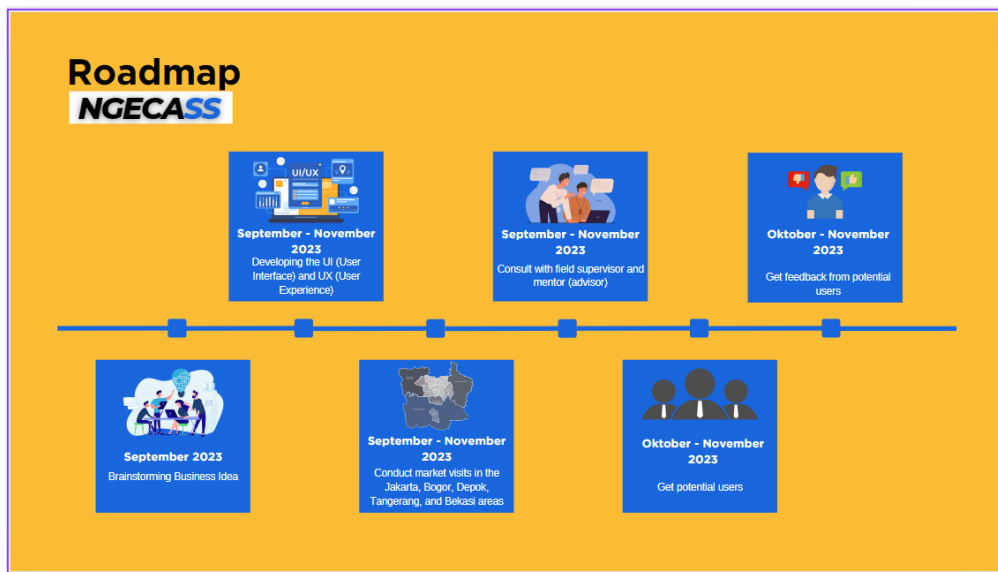 Roadmap
NGECASS
UI/UX
September - November
2023
Developing the UI (User
Interface) and UX (User
Experience)
September - November
2023
Consult with field supervisor and
mentor (advisor)
Oktober - November
2023
Get feedback from potential
users
September 2023
Brainstorming Business Idea
September - November
2023
Conduct market visits in the
Jakarta, Bogor, Depok,
Tangerang, and Bekasi areas
Oktober - November
2023
Get potential users